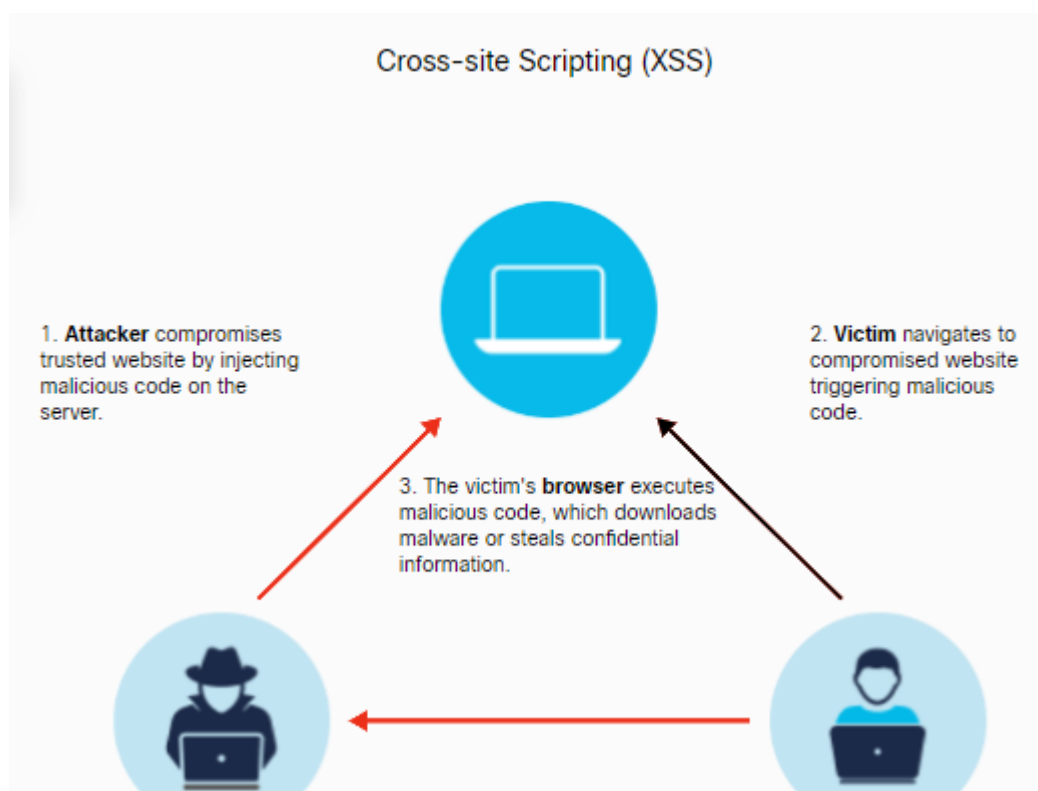 Cross-site Scripting (XSS)
1. Attacker compromises
trusted website by injecting
malicious code on the
server.
2. Victim navigates to
compromised website
triggering malicious
code.
3. The victim's browser executes
malicious code, which downloads
malware or steals confidential
information.